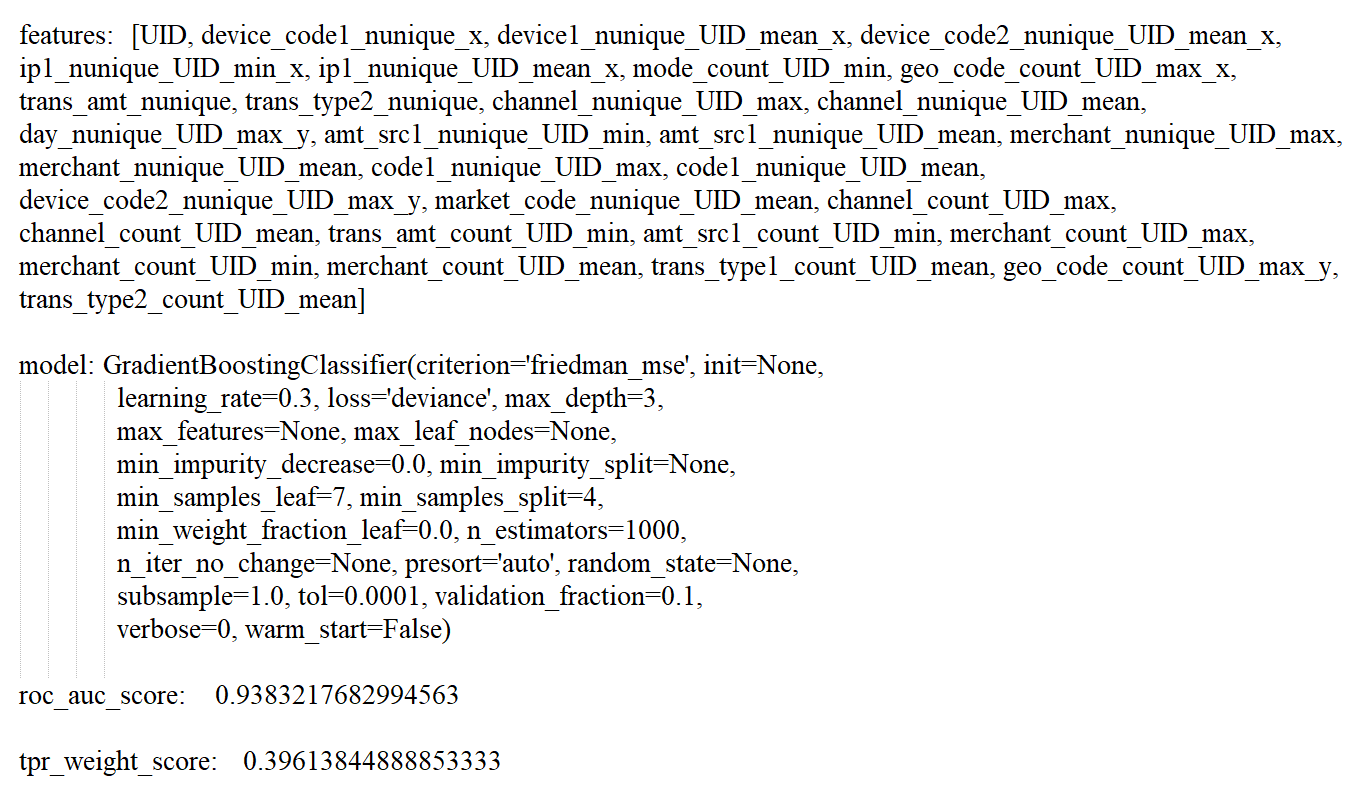 features: [UID, device_code1_nunique_x, device1_nunique_UID_mean_x, device_code2_nunique_UID_mean_x,
ip1_nunique_UID_min_x, ip1_nunique_UID_mean_x, mode_count_UID_min, geo_code_count_UID_max_x,
trans_amt_nunique, trans_type2_nunique, channel_nunique_UID_max, channel_nunique_UID_mean,
day_nunique_UID_max_y, amt_src1_nunique_UID_min, amt_src1_nunique_UID_mean, merchant_nunique_UID_max,
merchant_nunique_UID_mean, code1_nunique_UID_max, code1_nunique_UID_mean,
device_code2_nunique_UID_max_y, market_code_nunique_UID_mean, channel_count_UID_max,
channel_count_UID_mean, trans_amt_count_UID_min, amt_src1_count_UID_min, merchant_count_UID_max,
merchant_count_UID_min, merchant_count_UID_mean, trans_type1_count_UID_mean, geo_code_count_UID_max_y,
trans_type2_count_UID_mean]
model: GradientBoostingClassifier(criterion='friedman_mse', init=None,
learning_rate=0.3, loss='deviance', max_depth=3,
max_features=None, max_leaf_nodes=None,
min_impurity_decrease=0.0, min_impurity_split=None,
min_samples_leaf=7, min_samples_split=4,
min_weight_fraction_leaf=0.0, n_estimators=1000,
n_iter_no_change=None, presort='auto', random_state=None,
subsample=1.0, tol=0.0001, validation_fraction=0.1,
verbose=0, warm_start=False)
roc_auc_score: 0.9383217682994563
tpr_weight_score: 0.39613844888853333